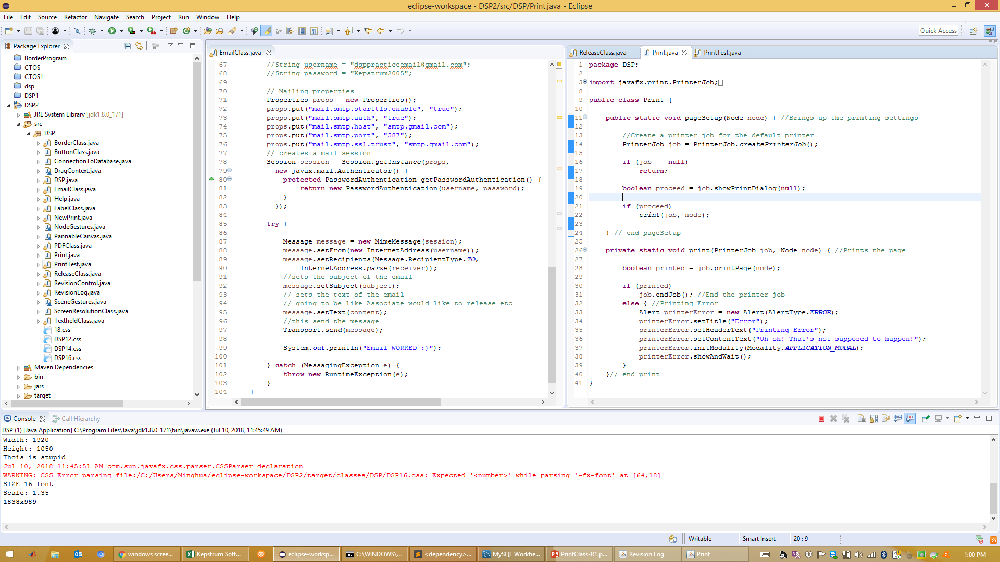 eclipse-workspace - DSP2/src/DSP/Print.java - Eclipse
File Edit Source Refactor Navigate Search Project Run Window Help
Quick Access
Package Explorer
BorderProgram
CTOS
CTOS1
dsp
DSP1
DSP2
JRE System Library [jdk1.8.0_171]
src
DSP
BorderClass.java
ButtonClass.java
ConnectionToDatabase.java
DragContext.java
DSP.java
EmailClass.java
Help.java
LabelClass.java
NewPrint.java
NodeGestures.java
PannableCanvas.java
PDFClass.java
Print.java
PrintTest.java
ReleaseClass.java
RevisionControl.java
RevisionLog.java
SceneGestures.java
ScreenResolutionClass.java
TextfieldClass.java
18.css
DSP12.css
DSP14.css
DSP16.css
Maven Dependencies
bin
jars
target
EmailClass.java
67 //String username = "dsppracticeemail@gmail.com";
68 //String password = "Kepstrum2005";
69
70 // Mailing properties
71 Properties props = new Properties();
72 props.put("mail.smtp.starttls.enable", "true");
73 props.put("mail.smtp.auth", "true");
74 props.put("mail.smtp.host", "smtp.gmail.com");
75 props.put("mail.smtp.port", "587");
76 props.put("mail.smtp.ssl.trust", "smtp.gmail.com");
77 // creates a mail session
78 Session session = Session.getInstance(props,
79 new javax.mail.Authenticator() {
80 protected PasswordAuthentication getPasswordAuthentication() {
81 return new PasswordAuthentication(username, password);
82 }
83 });
84
85 try {
86
87 Message message = new MimeMessage(session);
88 message.setFrom(new InternetAddress(username));
89 message.setRecipients(Message.RecipientType.TO,
90 InternetAddress.parse(receiver));
91 //sets the subject of the email
92 message.setSubject(subject);
93 // sets the text of the email
94 // going to be like Associate would like to release etc
95 message.setText(content);
96 //this send the message
97 Transport.send(message);
98
99 System.out.println("Email WORKED :)");
100
101 } catch (MessagingException e) {
102 throw new RuntimeException(e);
103 }
104 }
ReleaseClass.java Print.java PrintTest.java
1 package DSP;
2
3 import javafx.print.PrinterJob;
8
9 public class Print {
10
11 public static void pageSetup(Node node) { //Brings up the printing settings
12
13 //Create a printer job for the default printer
14 PrinterJob job = PrinterJob.createPrinterJob();
15
16 if (job == null)
17 return;
18
19 boolean proceed = job.showPrintDialog(null);
20
21 if (proceed)
22 print(job, node);
23
24 } // end pageSetup
25
26 private static void print(PrinterJob job, Node node) { //Prints the page
27
28 boolean printed = job.printPage(node);
29
30 if (printed)
31 job.endJob(); //End the printer job
32 else { //Printing Error
33 Alert printerError = new Alert(AlertType.ERROR);
34 printerError.setTitle("Error");
35 printerError.setHeaderText("Printing Error");
36 printerError.setContentText("Uh oh! That's not supposed to happen!");
37 printerError.initModality(Modality.APPLICATION_MODAL);
38 printerError.showAndWait();
39 }
40 }// end print
41 }
Console Call Hierarchy
DSP (1) [Java Application] C:\Program Files\Java\jdk1.8.0_171\bin\javaw.exe (Jul 10, 2018, 11:45:49 AM)
Width: 1920
Height: 1050
Thois is stupid
Jul 10, 2018 11:45:51 AM com.sun.javafx.css.parser.CSSParser declaration
WARNING: CSS Error parsing file:/C:/Users/Minghua/eclipse-workspace/DSP2/target/classes/DSP/DSP16.css: Expected '<number>' while parsing '-fx-font' at [64,18]
SIZE 16 font
Scale: 1.35
1838x989
Writable Smart Insert 20 : 9
windows scree... Kepstrum Soft... eclipse-worksp... C:\WINDOWS\... <dependency>... MySQL Workbe... PrintClass-R1.p... Revision Log Print 1:00 PM